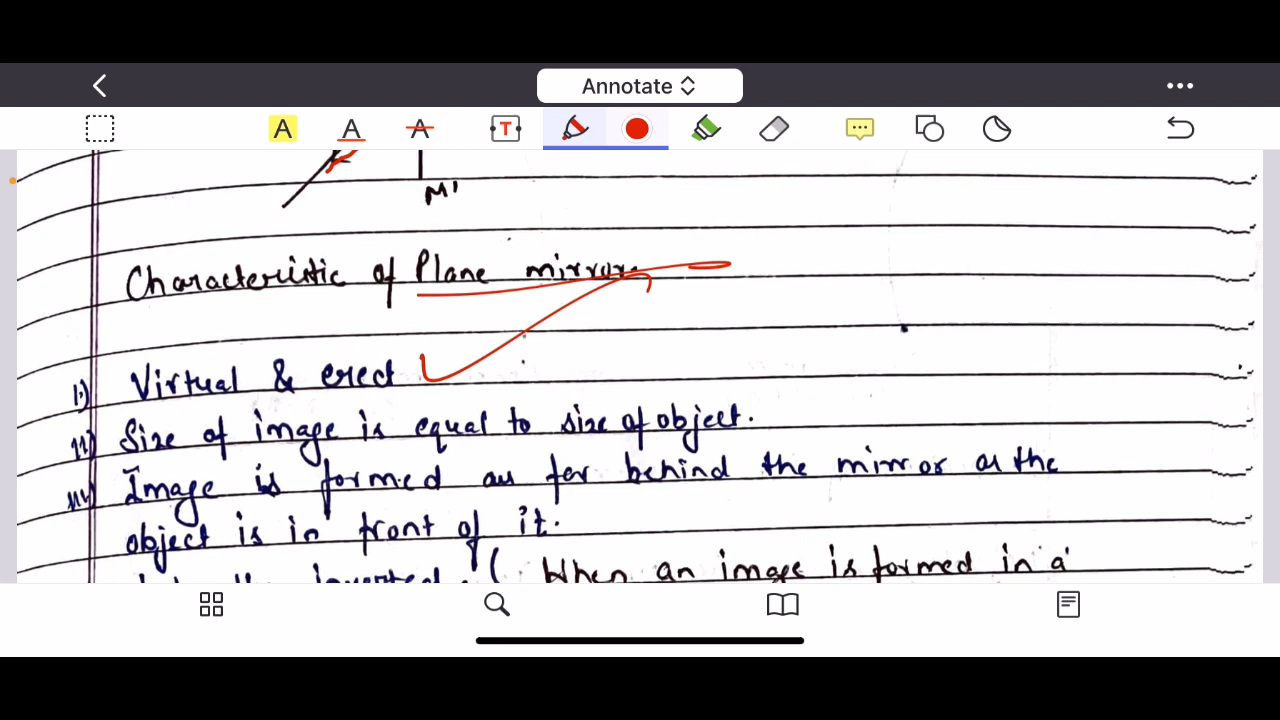 Annotate
A A A T
M'
Characteristic of Plane mirror
i) Virtual & erect
ii) Size of image is equal to size of object.
iii) Image is formed as far behind the mirror as the
object is in front of it.
inverted. ( When an image is formed in a